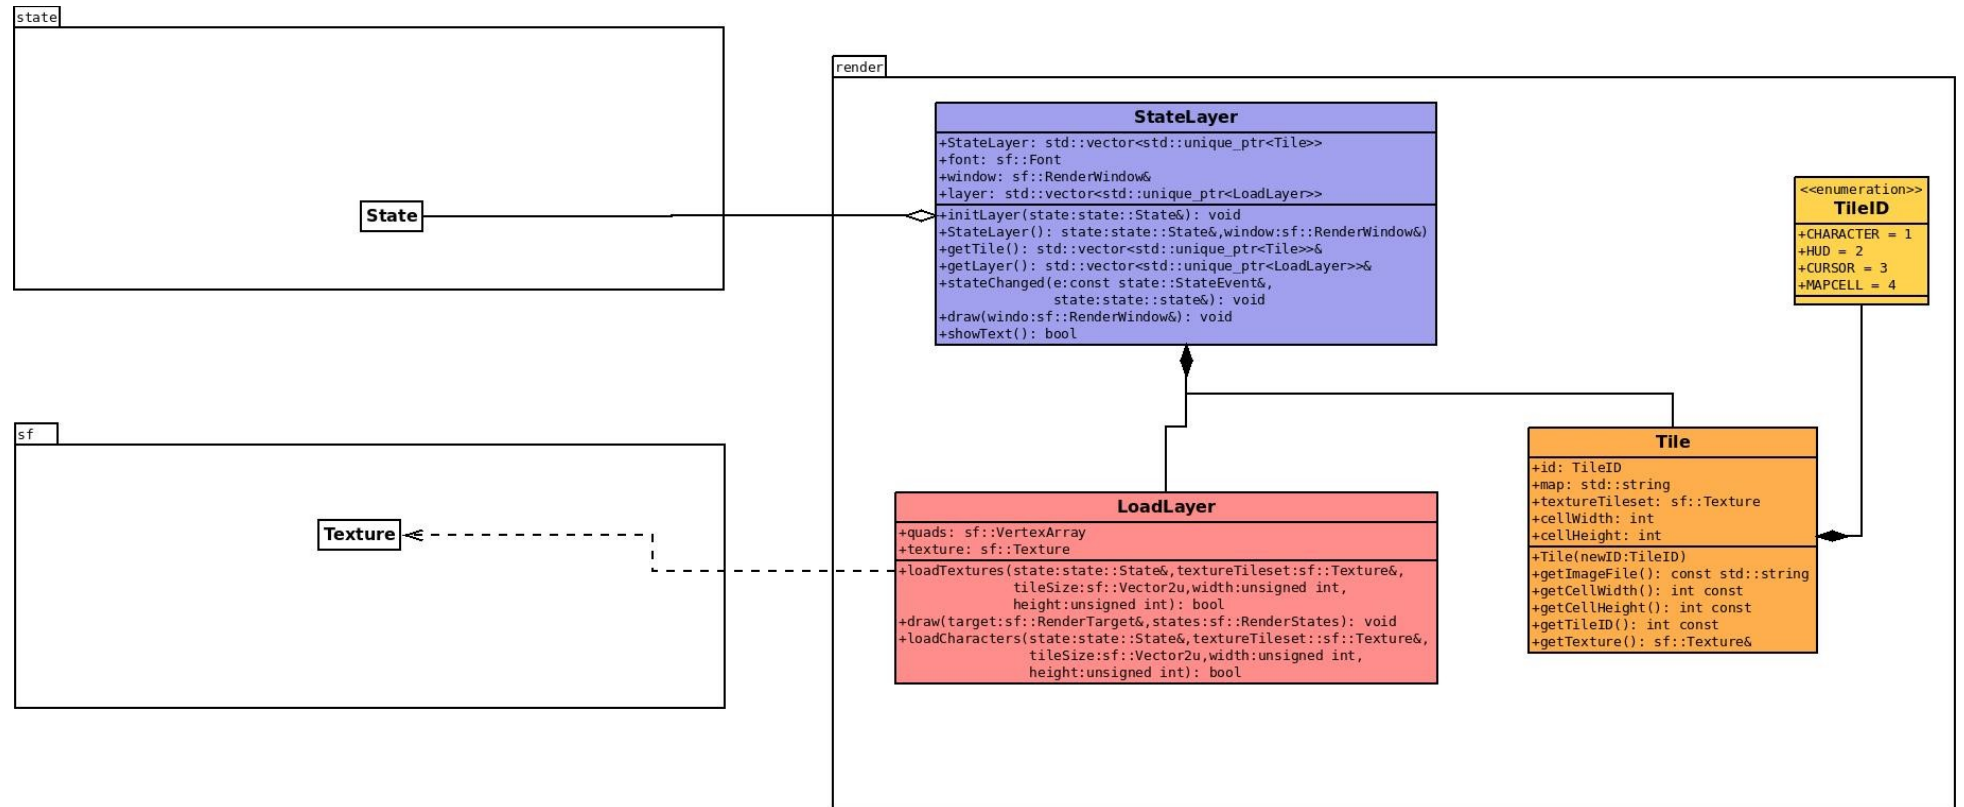 state
State
sf
Texture
render
StateLayer
+StateLayer: std::vector<std::unique_ptr<Tile>>
+font: sf::Font
+window: sf::RenderWindow&
+layer: std::vector<std::unique_ptr<LoadLayer>>
+initLayer(state:state::State&): void
+StateLayer(): state:state::State&,window:sf::RenderWindow&)
+getTile(): std::vector<std::unique_ptr<Tile>>&
+getLayer(): std::vector<std::unique_ptr<LoadLayer>>&
+stateChanged(e:const state::StateEvent&,
state:state::state&): void
+draw(windo:sf::RenderWindow&): void
+showText(): bool
<<enumeration>>
TileID
+CHARACTER = 1
+HUD = 2
+CURSOR = 3
+MAPCELL = 4
LoadLayer
+quads: sf::VertexArray
+texture: sf::Texture
+loadTextures(state:state::State&,textureTileset:sf::Texture&,
tileSize:sf::Vector2u,width:unsigned int,
height:unsigned int): bool
+draw(target:sf::RenderTarget&,states:sf::RenderStates): void
+loadCharacters(state:state::State&,textureTileset::sf::Texture&,
tileSize:sf::Vector2u,width:unsigned int,
height:unsigned int): bool
Tile
+id: TileID
+map: std::string
+textureTileset: sf::Texture
+cellWidth: int
+cellHeight: int
+Tile(newID:TileID)
+getImageFile(): const std::string
+getCellWidth(): int const
+getCellHeight(): int const
+getTileID(): int const
+getTexture(): sf::Texture&